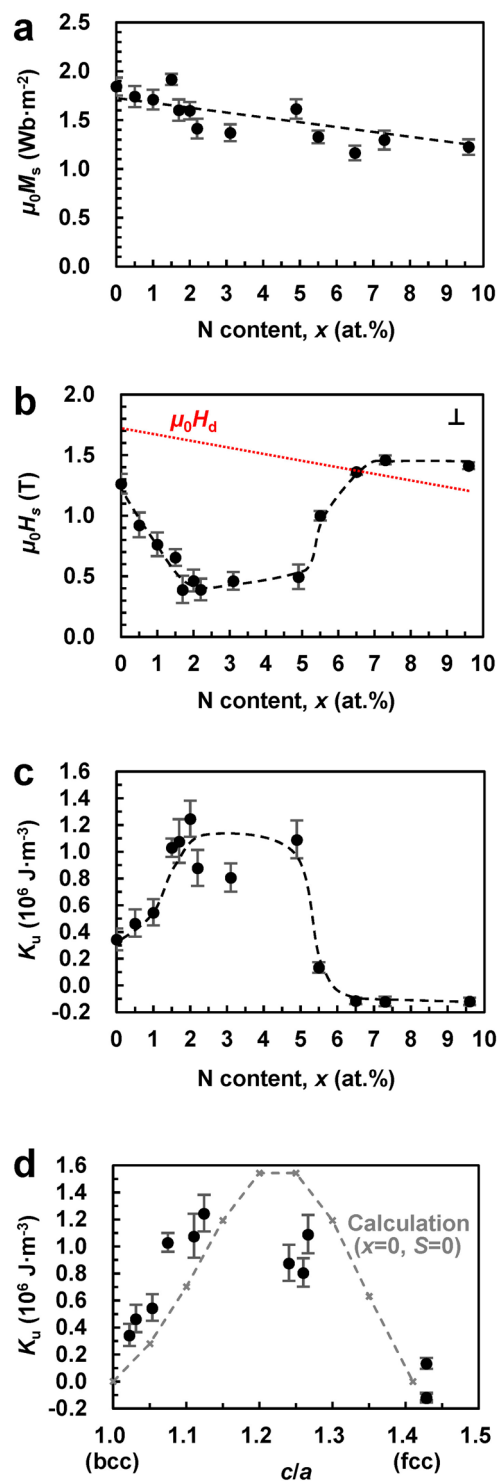 a
μ₀Mₛ (Wb·m⁻²)
2.5
2.0
1.5
1.0
0.5
0.0
0 1 2 3 4 5 6 7 8 9 10
N content, x (at.%)
b
μ₀Hₛ (T)
2.0
1.5
1.0
0.5
0.0
μ₀H_d
⊥
0 1 2 3 4 5 6 7 8 9 10
N content, x (at.%)
c
Kᵤ (10⁶ J·m⁻³)
1.6
1.4
1.2
1.0
0.8
0.6
0.4
0.2
0.0
-0.2
0 1 2 3 4 5 6 7 8 9 10
N content, x (at.%)
d
Kᵤ (10⁶ J·m⁻³)
1.6
1.4
1.2
1.0
0.8
0.6
0.4
0.2
0.0
-0.2
Calculation
(x=0, S=0)
1.0 1.1 1.2 1.3 1.4 1.5
(bcc) c/a (fcc)